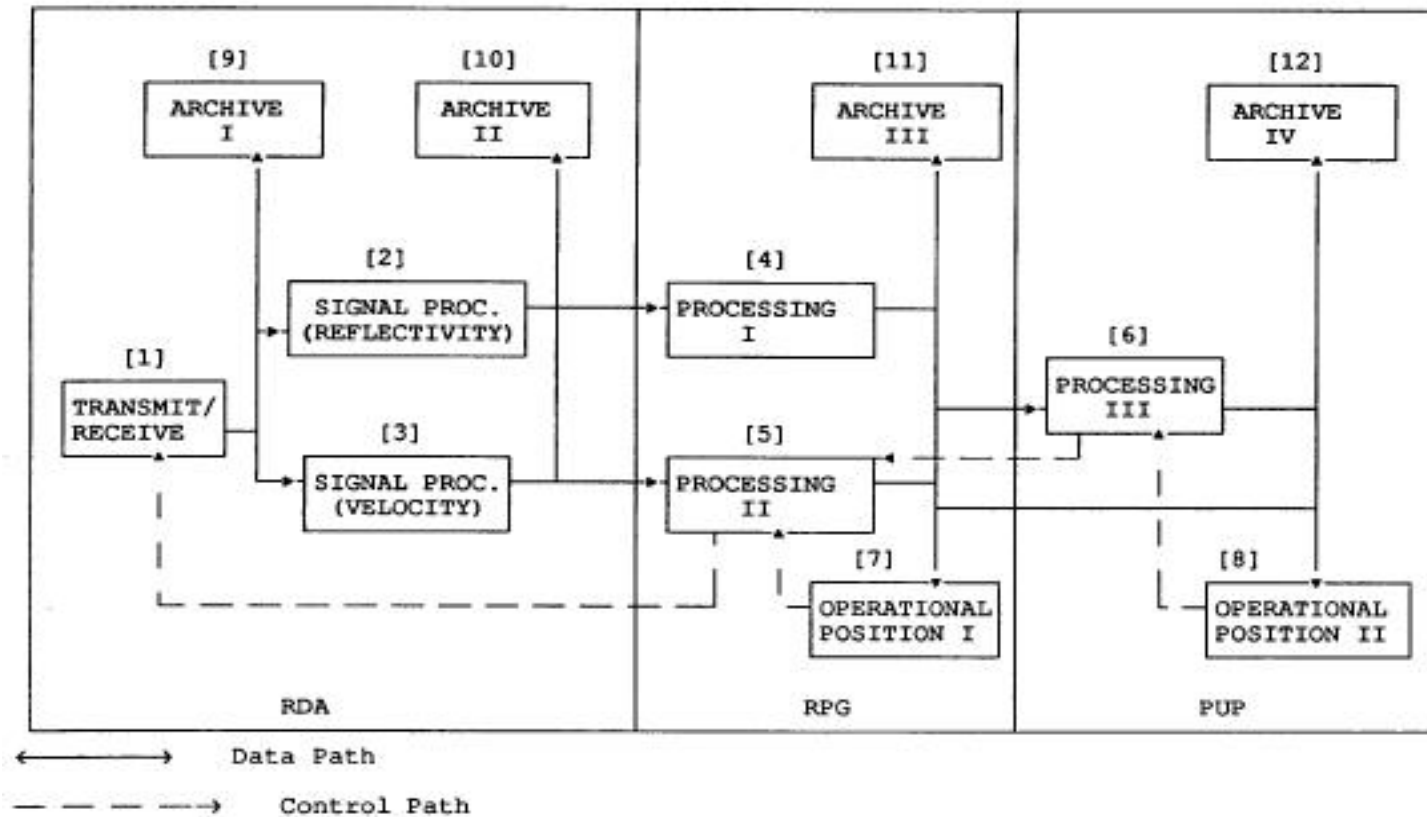 [9]
ARCHIVE
I
[10]
ARCHIVE
II
[11]
ARCHIVE
III
[12]
ARCHIVE
IV
[2]
SIGNAL PROC.
(REFLECTIVITY)
[4]
PROCESSING
I
[1]
TRANSMIT/
RECEIVE
[6]
PROCESSING
III
[3]
SIGNAL PROC.
(VELOCITY)
[5]
PROCESSING
II
[7]
OPERATIONAL
POSITION I
[8]
OPERATIONAL
POSITION II
RDA
RPG
PUP
Data Path
Control Path